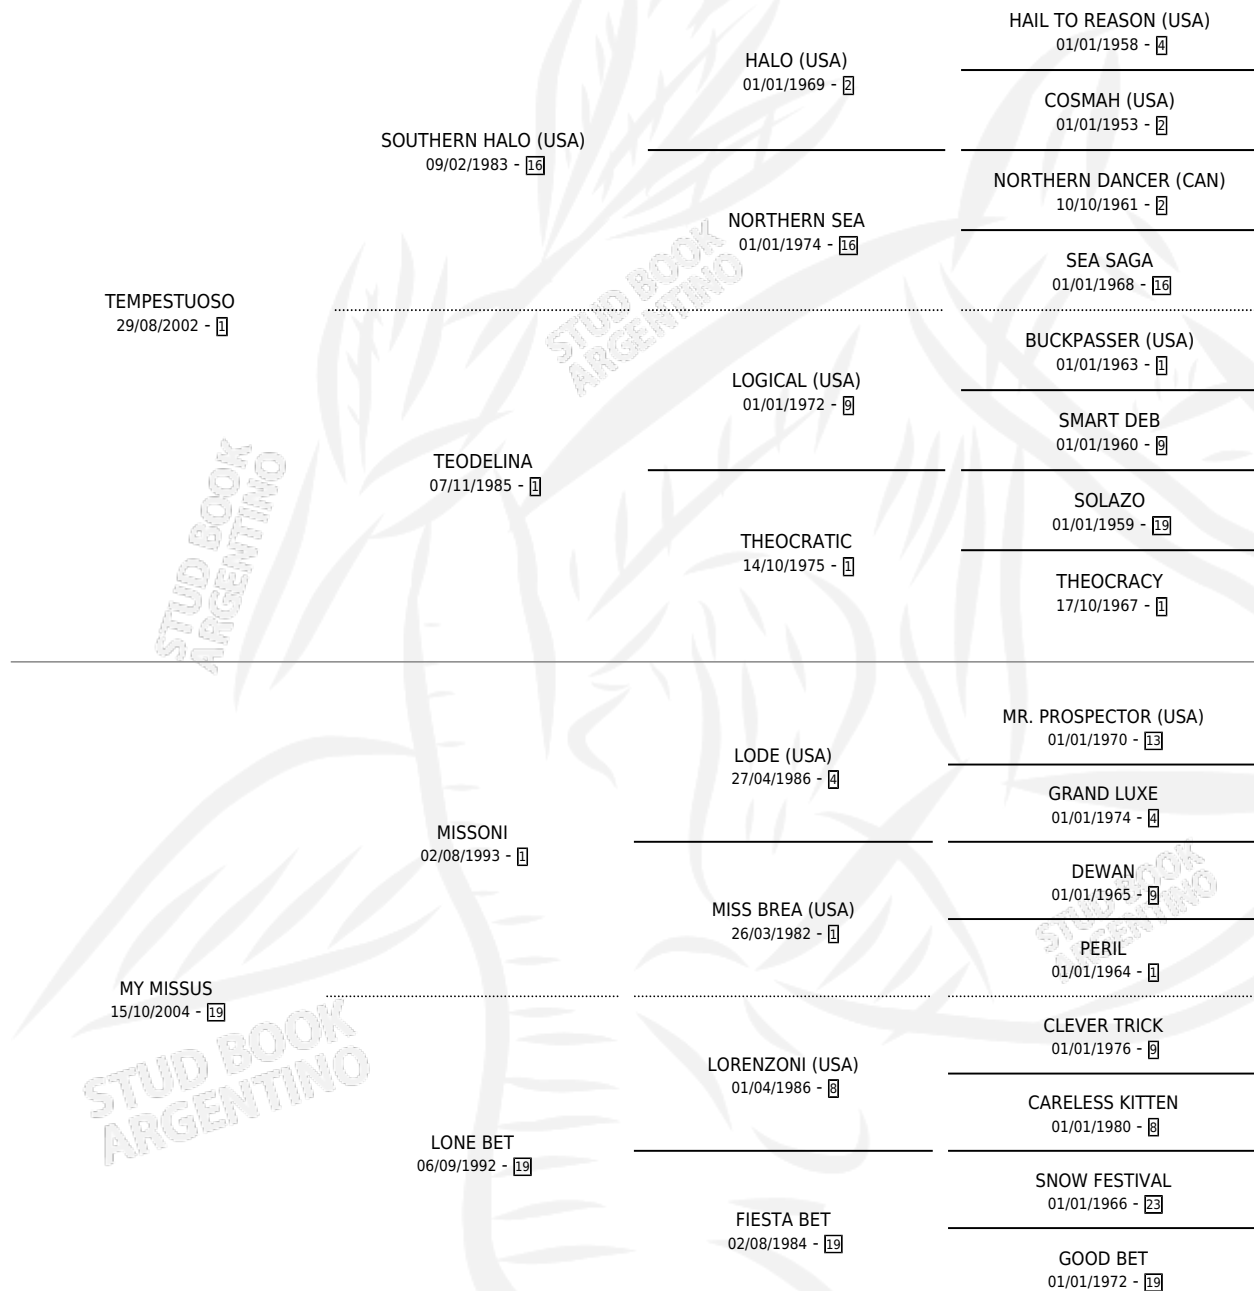 HAIL TO REASON (USA)
01/01/1958 - 4
HALO (USA)
01/01/1969 - 2
COSMAH (USA)
01/01/1953 - 2
SOUTHERN HALO (USA)
09/02/1983 - 16
NORTHERN DANCER (CAN)
10/10/1961 - 2
NORTHERN SEA
01/01/1974 - 16
SEA SAGA
01/01/1968 - 16
TEMPESTUOSO
29/08/2002 - 1
BUCKPASSER (USA)
01/01/1963 - 1
LOGICAL (USA)
01/01/1972 - 9
SMART DEB
01/01/1960 - 9
TEODELINA
07/11/1985 - 1
SOLAZO
01/01/1959 - 19
THEOCRATIC
14/10/1975 - 1
THEOCRACY
17/10/1967 - 1
MR. PROSPECTOR (USA)
01/01/1970 - 13
LODE (USA)
27/04/1986 - 4
GRAND LUXE
01/01/1974 - 4
MISSONI
02/08/1993 - 1
DEWAN
01/01/1965 - 9
MISS BREA (USA)
26/03/1982 - 1
PERIL
01/01/1964 - 1
MY MISSUS
15/10/2004 - 19
CLEVER TRICK
01/01/1976 - 9
LORENZONI (USA)
01/04/1986 - 8
CARELESS KITTEN
01/01/1980 - 8
LONE BET
06/09/1992 - 19
SNOW FESTIVAL
01/01/1966 - 23
FIESTA BET
02/08/1984 - 19
GOOD BET
01/01/1972 - 19
STUD BOOK
ARGENTINO
STUD BOOK
ARGENTINO
STUD BOOK
ARGENTINO
STUD BOOK
ARGENTINO